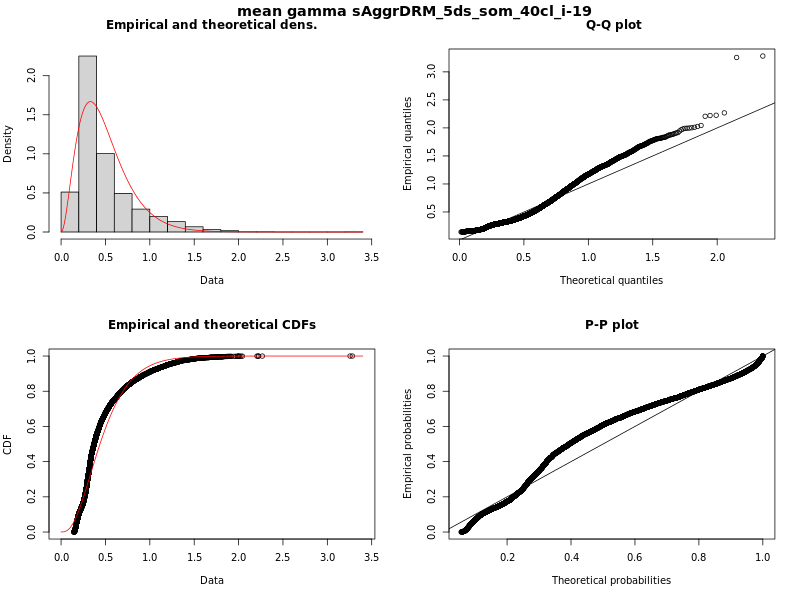 mean gamma sAggrDRM_5ds_som_40cl_i-19
Empirical and theoretical dens.
Density
0.0 0.5 1.0 1.5 2.0
0.0 0.5 1.0 1.5 2.0 2.5 3.0 3.5
Data
Q-Q plot
Empirical quantiles
0.5 1.0 1.5 2.0 2.5 3.0
0.0 0.5 1.0 1.5 2.0
Theoretical quantiles
Empirical and theoretical CDFs
CDF
0.0 0.2 0.4 0.6 0.8 1.0
0.0 0.5 1.0 1.5 2.0 2.5 3.0 3.5
Data
P-P plot
Empirical probabilities
0.0 0.2 0.4 0.6 0.8 1.0
0.2 0.4 0.6 0.8 1.0
Theoretical probabilities